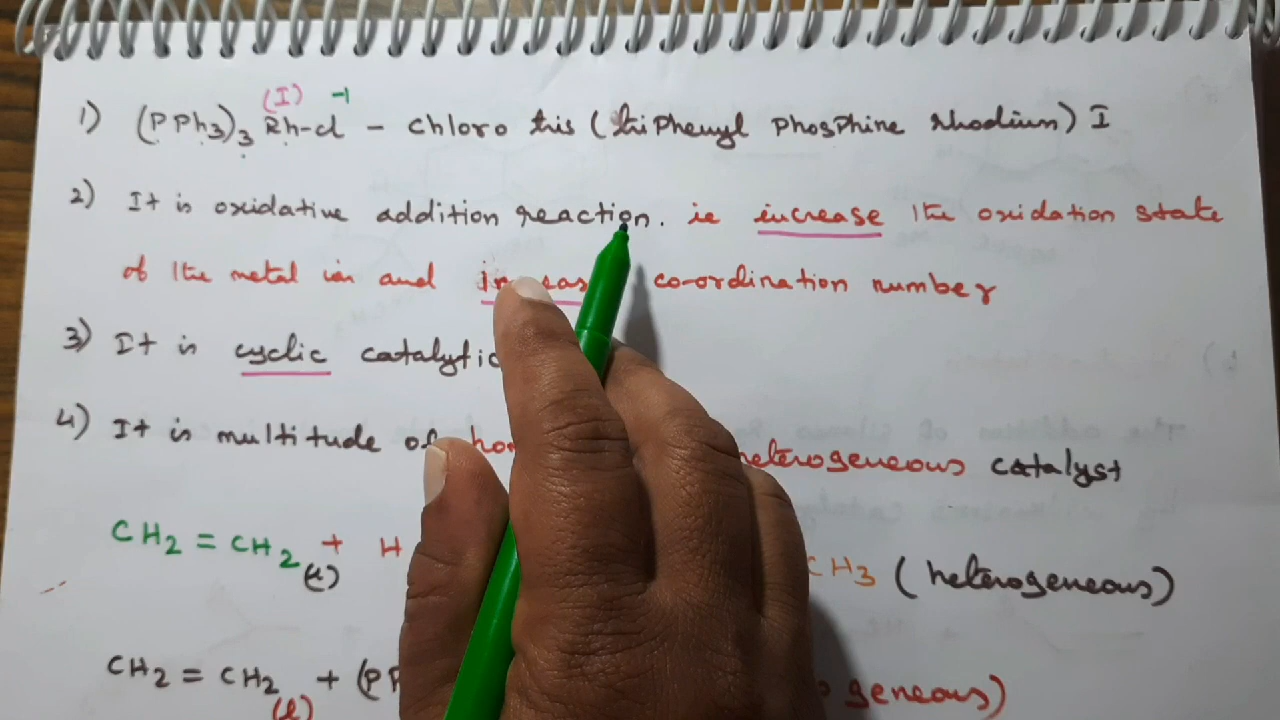 (I) -1
1) (PPh3)3 Rh-cl - chloro tris (triphenyl phosphine rhodium) I
2) It is oxidative addition reaction. ie increase the oxidation state
of the metal ion and co-ordination number
3) It is cyclic catalytic
4) It is multitude of heterogeneous catalyst
CH2 = CH2 + H CH3 (heterogeneous)
CH2 = CH2 + (PP geneous)
(l)